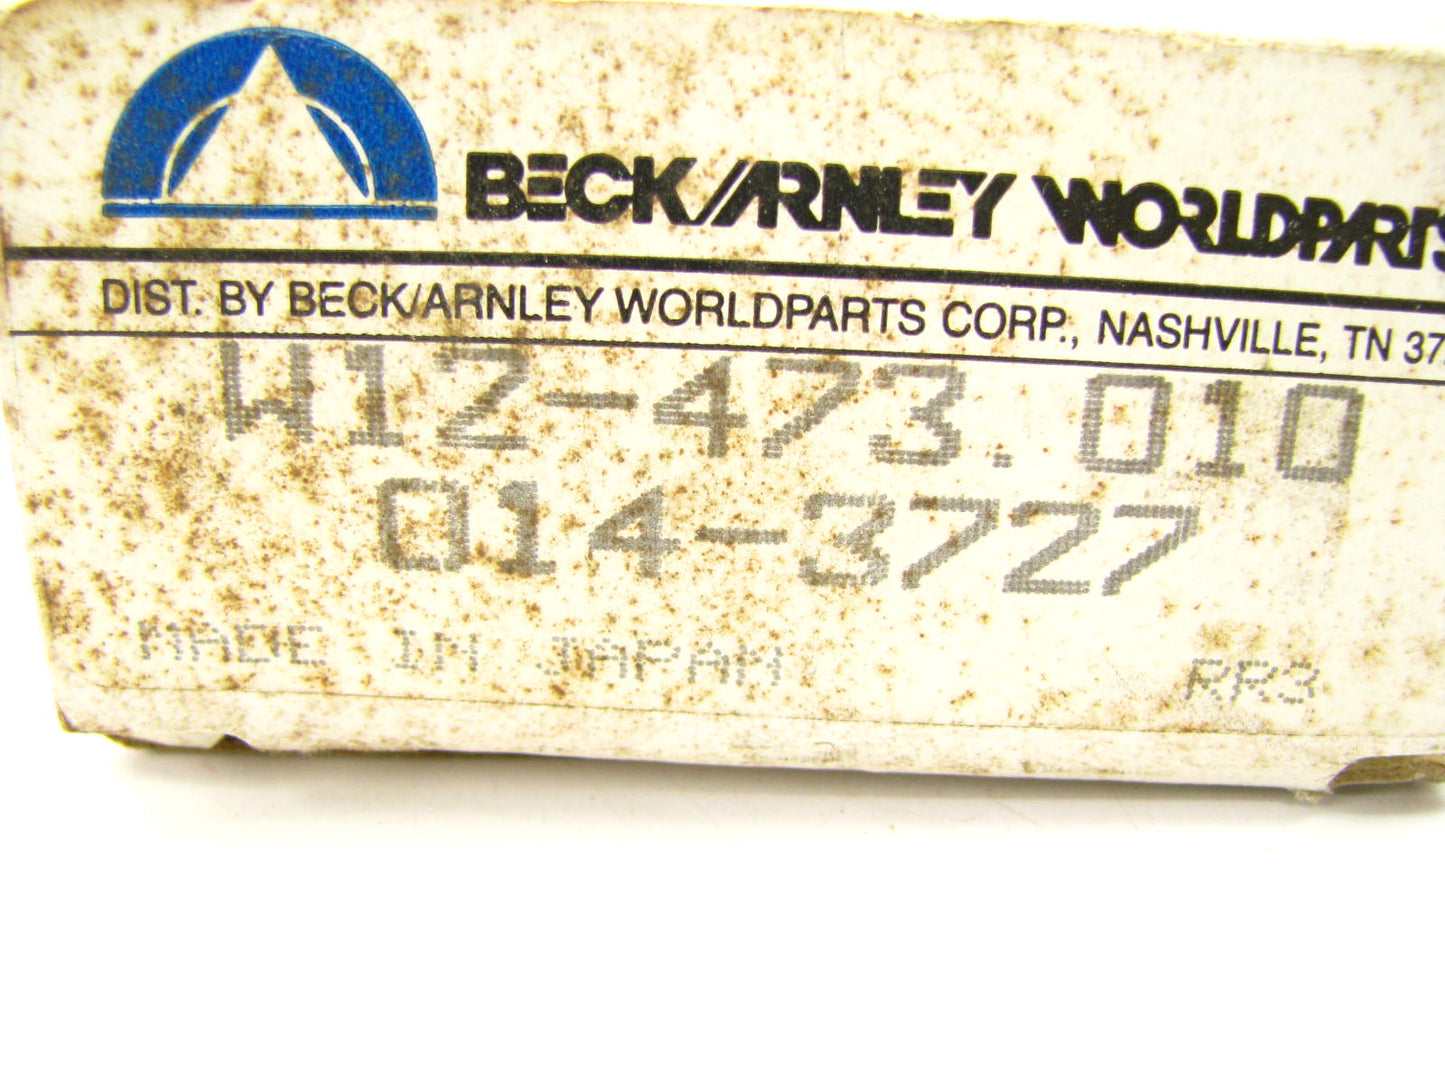 BECK/ARNLEY WORLDPARTS
DIST. BY BECK/ARNLEY WORLDPARTS CORP., NASHVILLE, TN 37
W12-473.010
014-3727
MADE IN JAPAN RR3